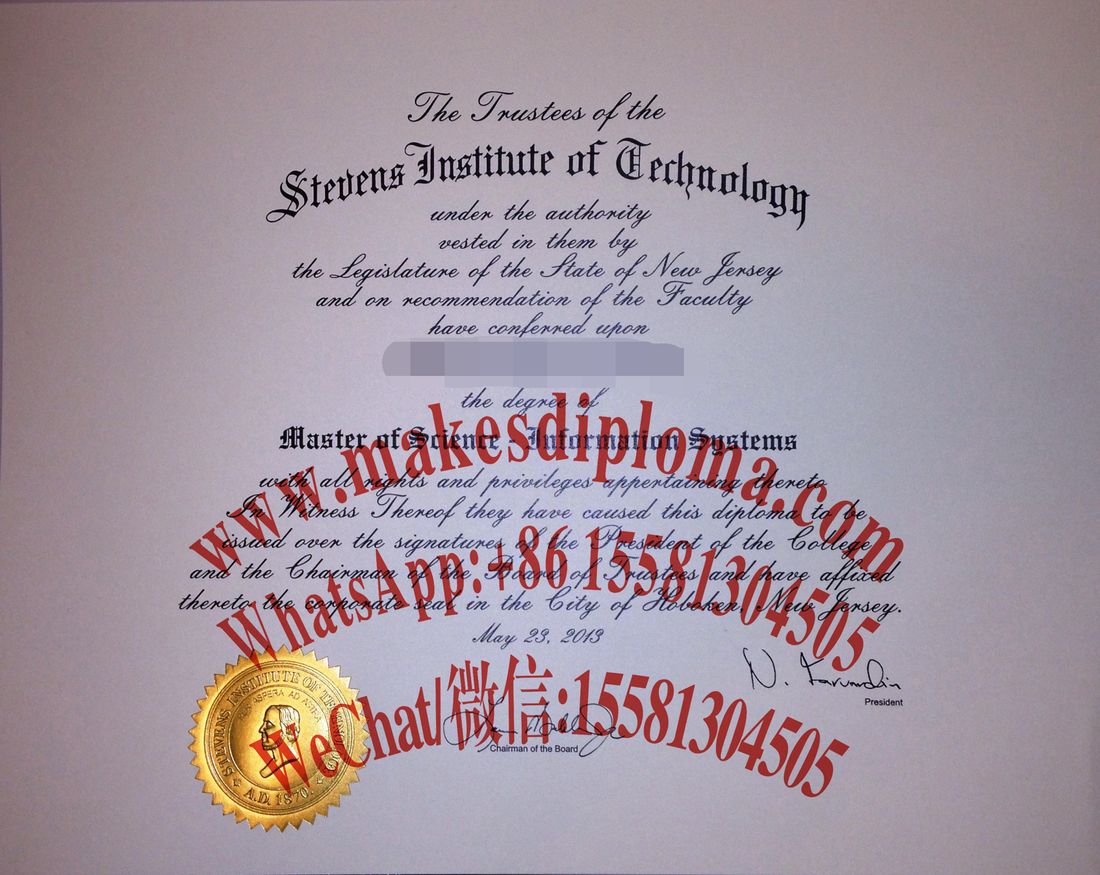 The Trustees of the
Stevens Institute of Technology
under the authority
vested in them by
the Legislature of the State of New Jersey
and on recommendation of the Faculty
have conferred upon
the degree of
Master of Science - Information Systems
with all rights and privileges appertaining thereto
In Witness Thereof they have caused this diploma to be
issued over the signatures of the President of the College
and the Chairman of the Board of Trustees and have affixed
thereto the corporate seal in the City of Hoboken, New Jersey.
May 23, 2013
President
Chairman of the Board
STEVENS INSTITUTE OF TECHNOLOGY
PER ASPERA AD ASTRA
A.D. 1870.
www.makesdiploma.com
WhatsApp:+86 15581304505
WeChat/微信:15581304505